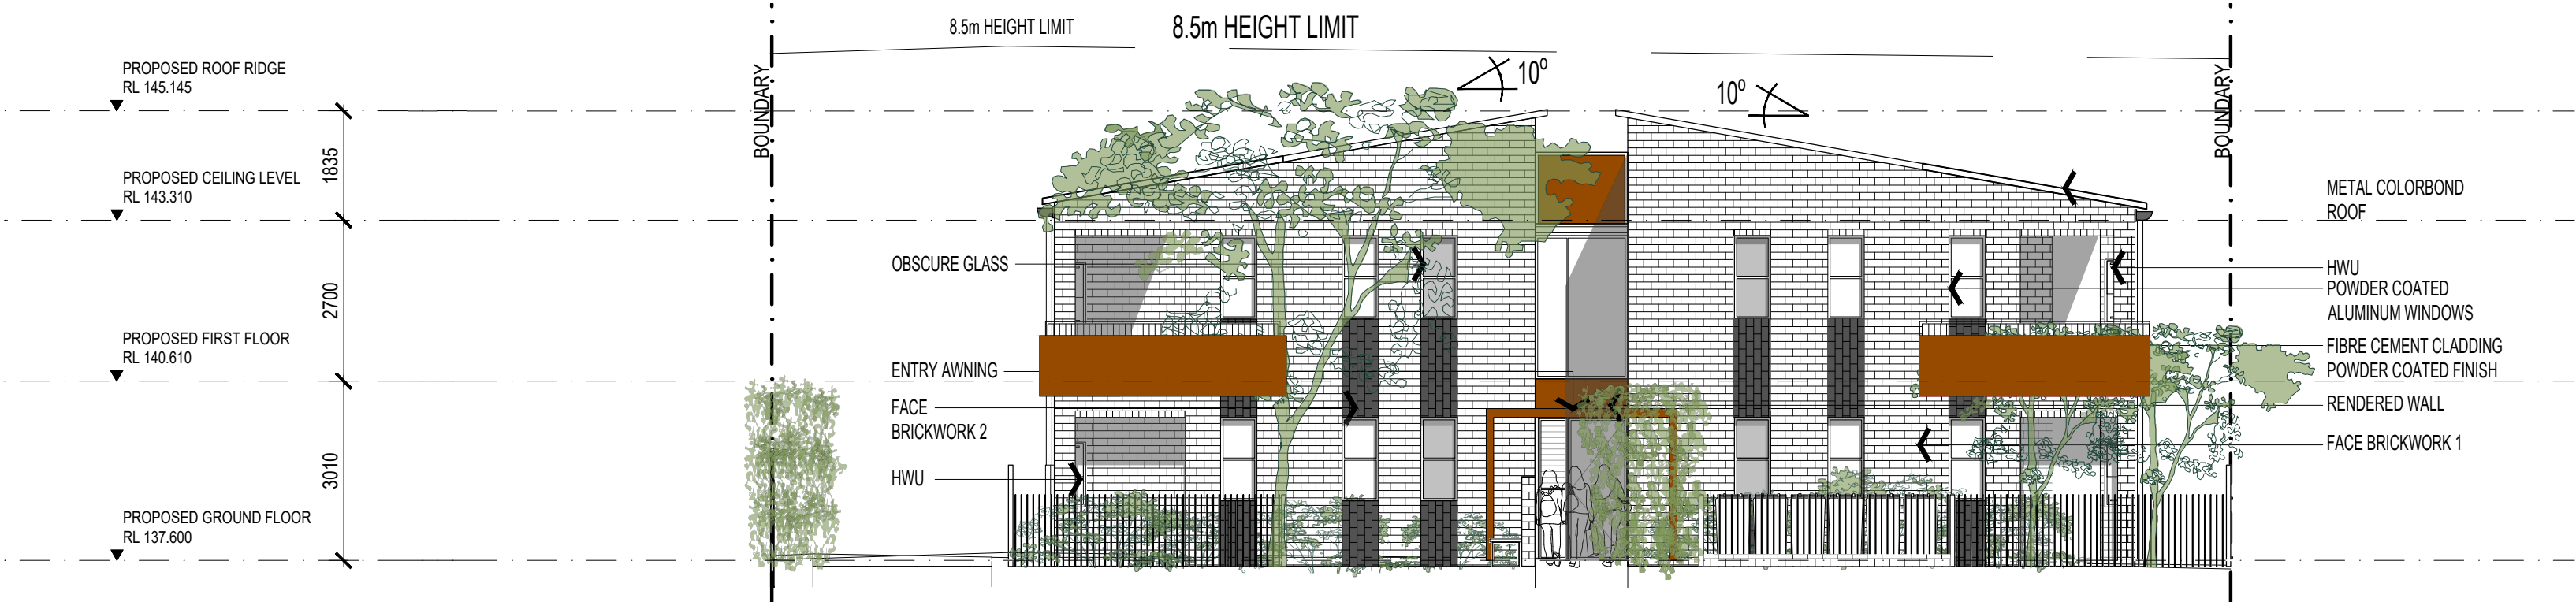 8.5m HEIGHT LIMIT
8.5m HEIGHT LIMIT
PROPOSED ROOF RIDGE
RL 145.145
BOUNDARY
10º
10º
BOUNDARY
1835
PROPOSED CEILING LEVEL
RL 143.310
METAL COLORBOND
ROOF
OBSCURE GLASS
HWU
POWDER COATED
ALUMINUM WINDOWS
2700
PROPOSED FIRST FLOOR
RL 140.610
FIBRE CEMENT CLADDING
POWDER COATED FINISH
ENTRY AWNING
RENDERED WALL
FACE
BRICKWORK 2
FACE BRICKWORK 1
HWU
3010
PROPOSED GROUND FLOOR
RL 137.600